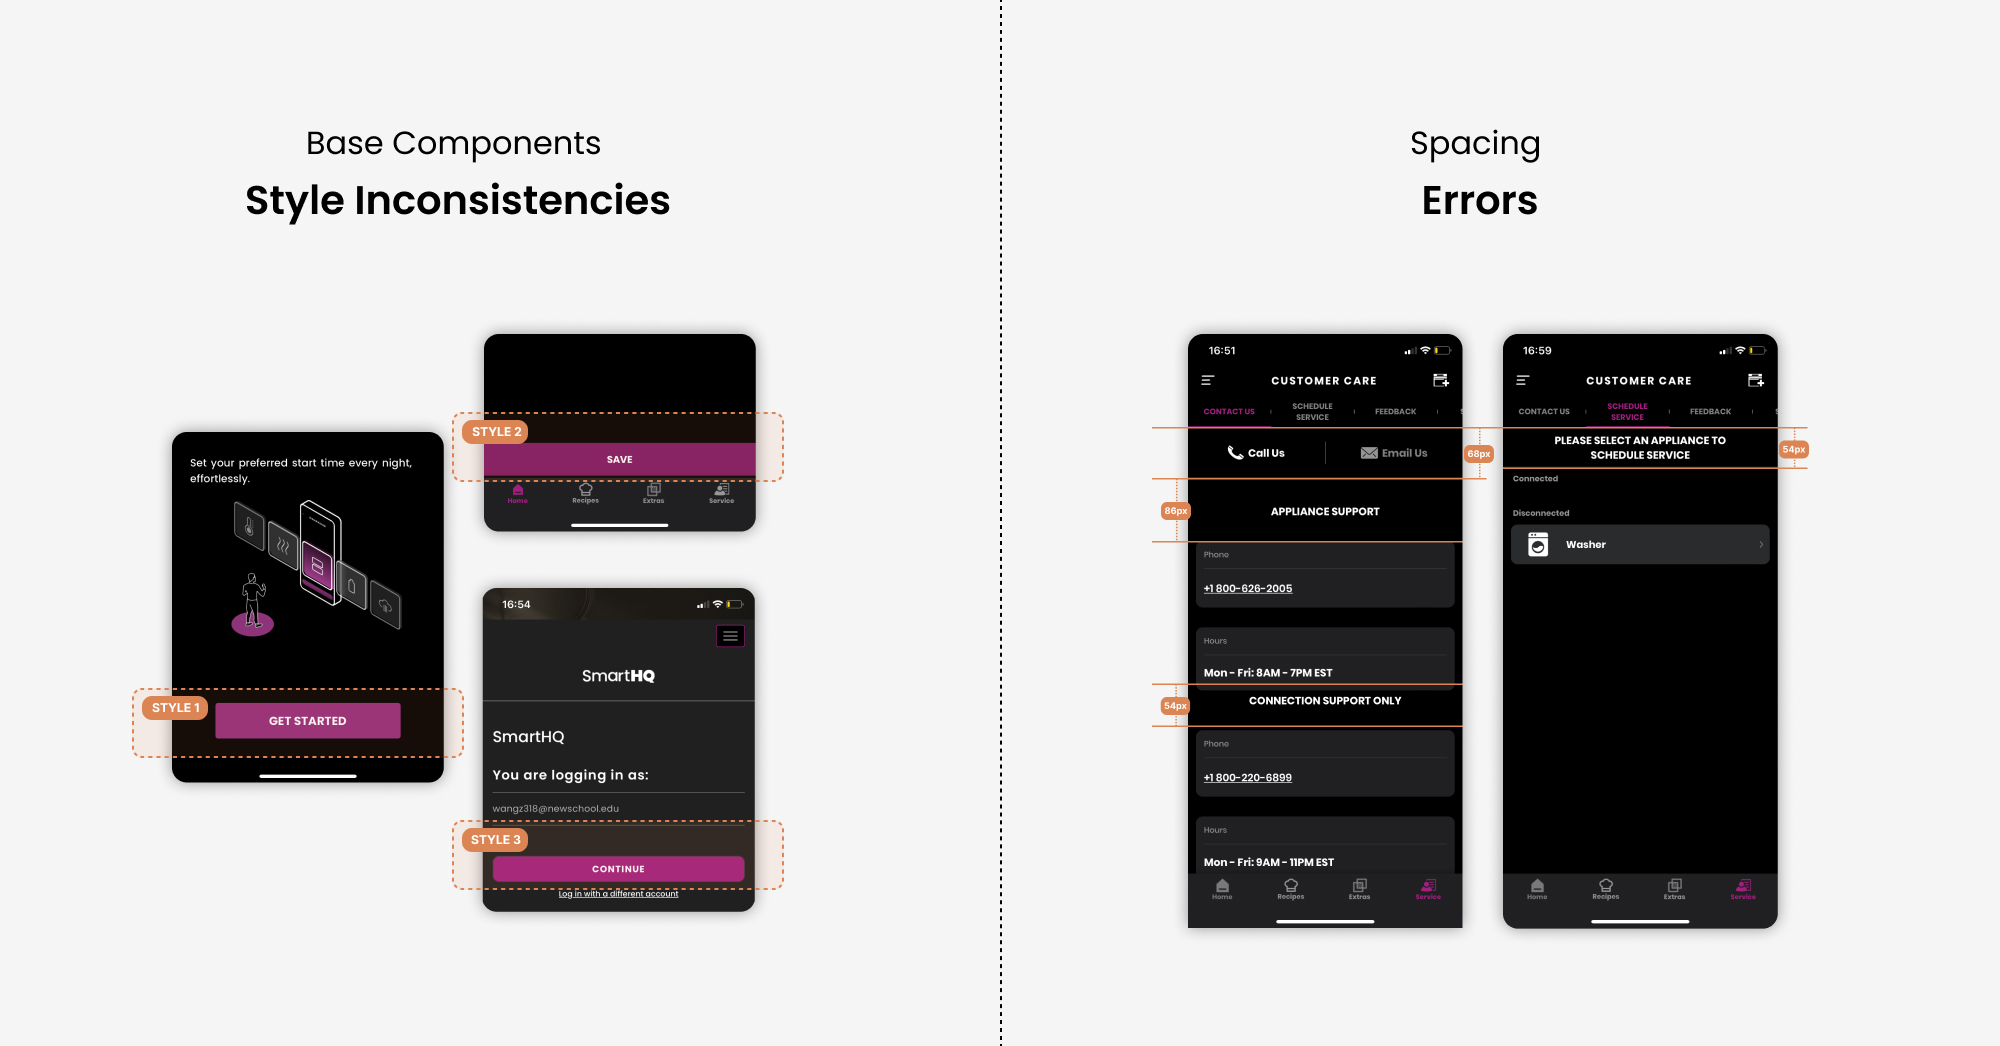 Base Components
Style Inconsistencies
Set your preferred start time every night,
effortlessly.
STYLE 1
GET STARTED
STYLE 2
SAVE
Home
Recipes
Extras
Service
16:54
SmartHQ
SmartHQ
You are logging in as:
wangz318@newschool.edu
STYLE 3
CONTINUE
Log in with a different account
Spacing
Errors
16:51
CUSTOMER CARE
CONTACT US
SCHEDULE
SERVICE
FEEDBACK
Call Us
Email Us
68px
86px
APPLIANCE SUPPORT
Phone
+1 800-626-2005
Hours
Mon - Fri: 8AM - 7PM EST
54px
CONNECTION SUPPORT ONLY
Phone
+1 800-220-6899
Hours
Mon - Fri: 9AM - 11PM EST
Home
Recipes
Extras
Service
16:59
CUSTOMER CARE
CONTACT US
SCHEDULE
SERVICE
FEEDBACK
PLEASE SELECT AN APPLIANCE TO
SCHEDULE SERVICE
54px
Connected
Disconnected
Washer
Home
Recipes
Extras
Service